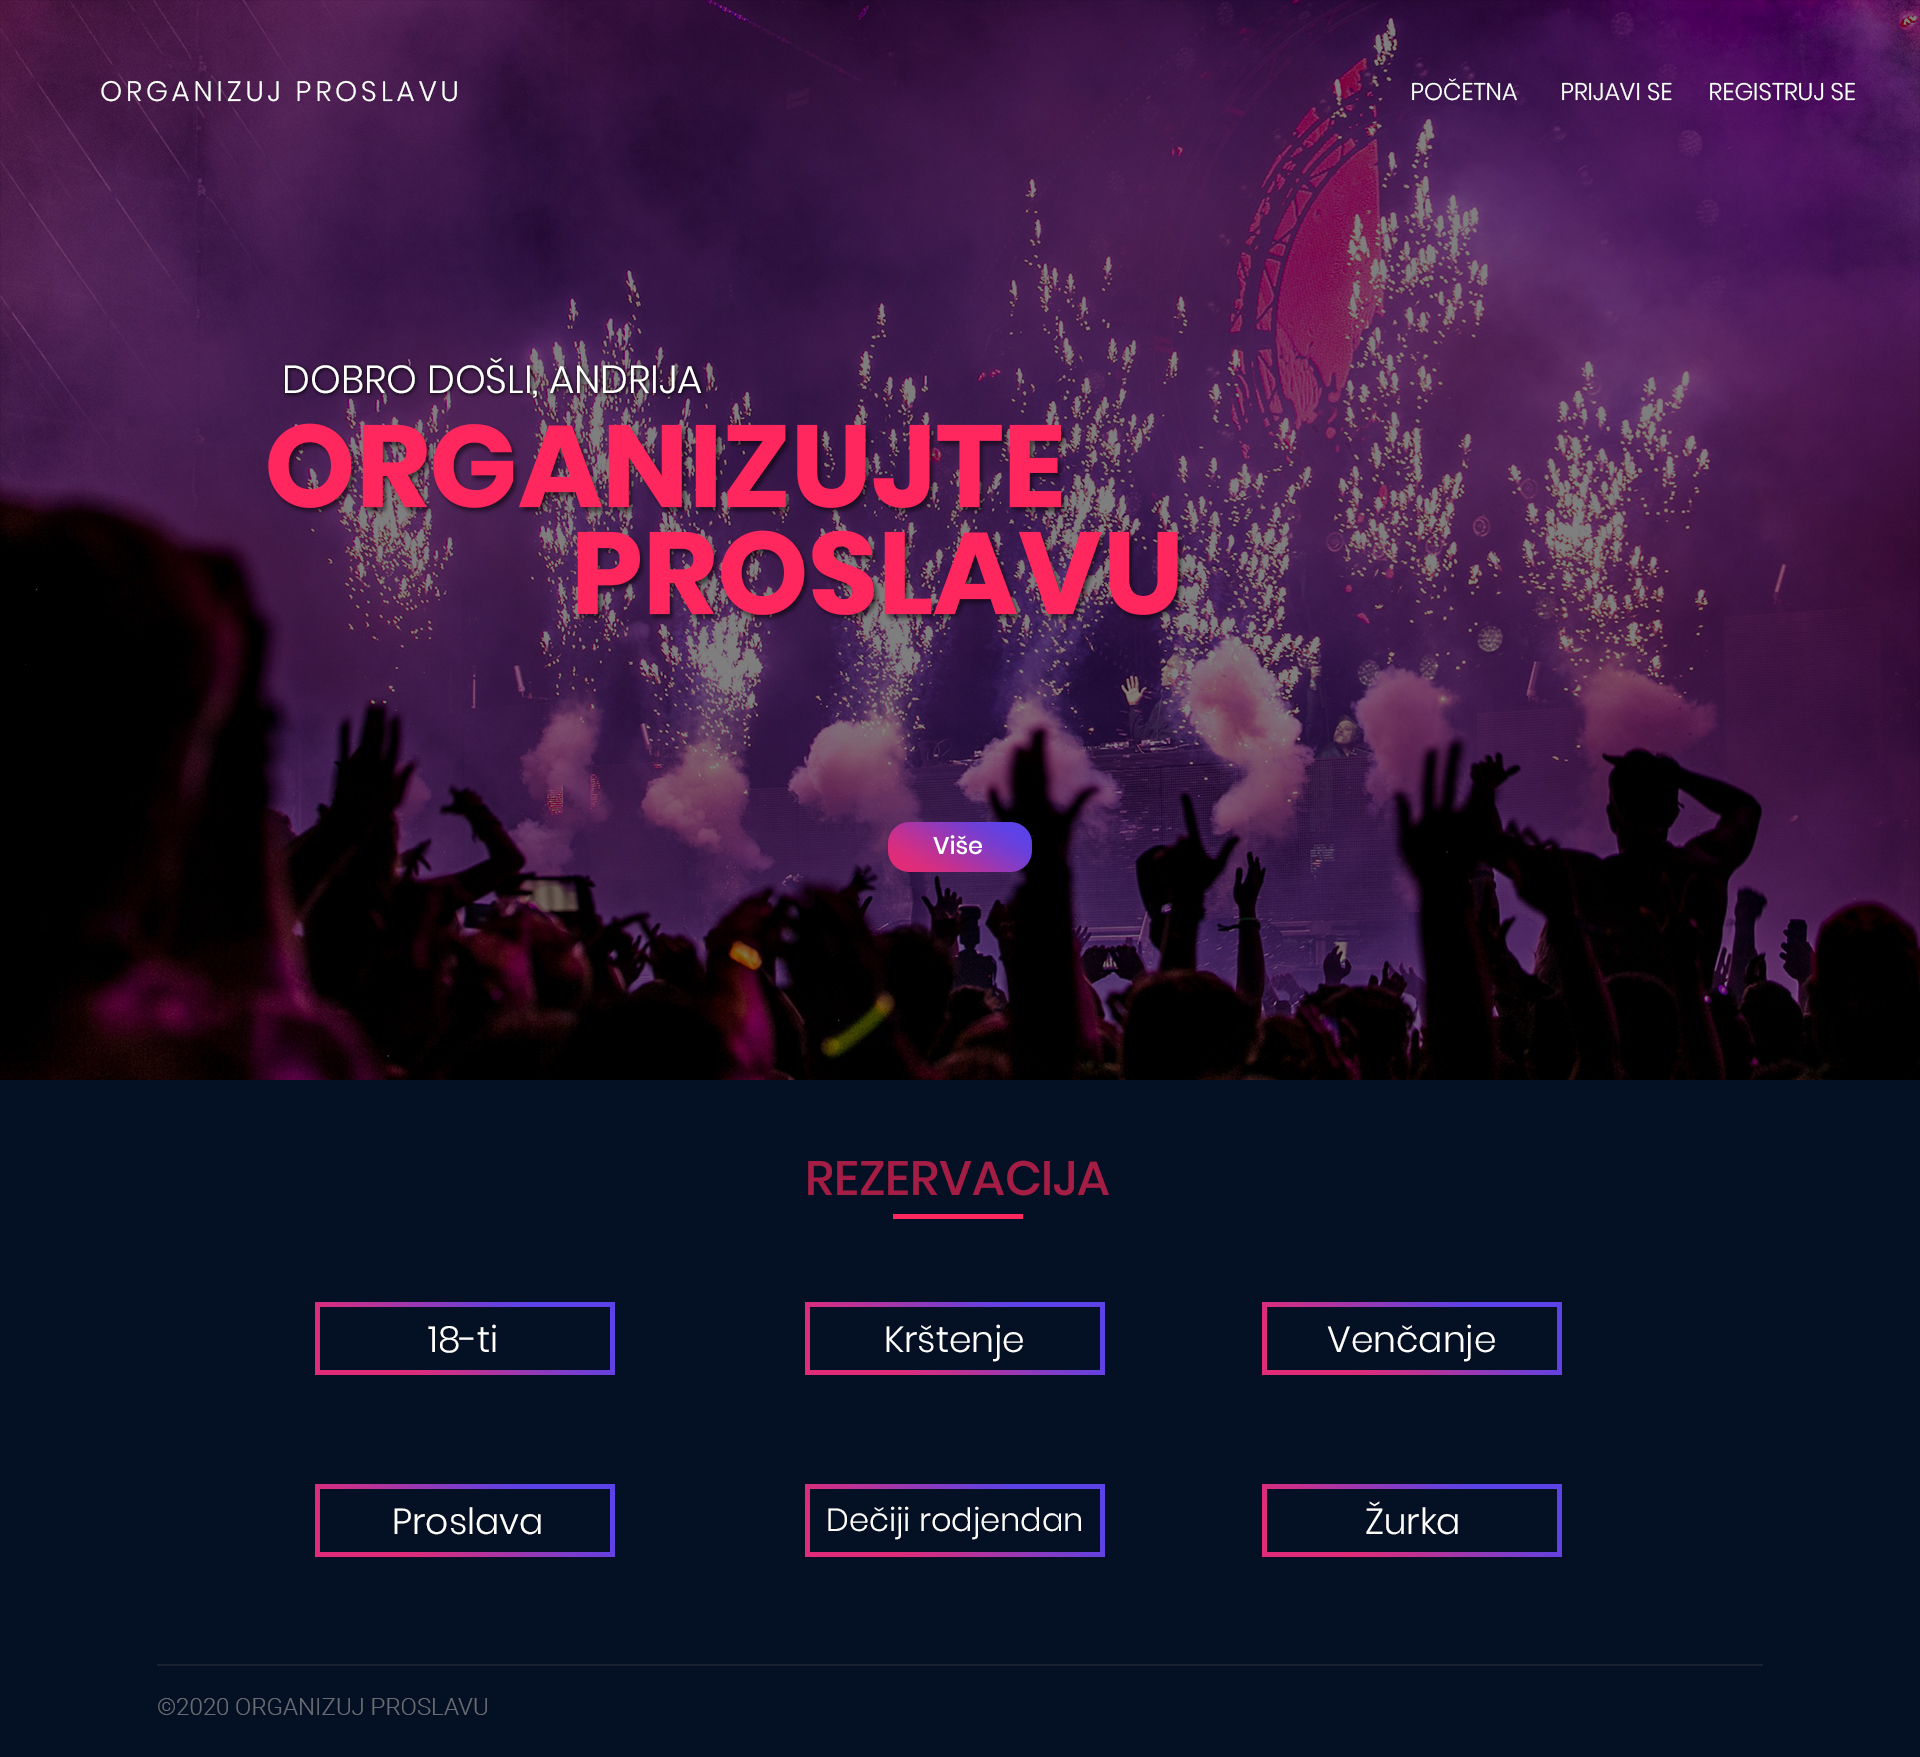 ORGANIZUJ PROSLAVU
POČETNA PRIJAVI SE REGISTRUJ SE
DOBRO DOŠLI, ANDRIJA
ORGANIZUJTE
PROSLAVU
Više
REZERVACIJA
18-ti Krštenje Venčanje
Proslava Dečiji rodjendan Žurka
©2020 ORGANIZUJ PROSLAVU